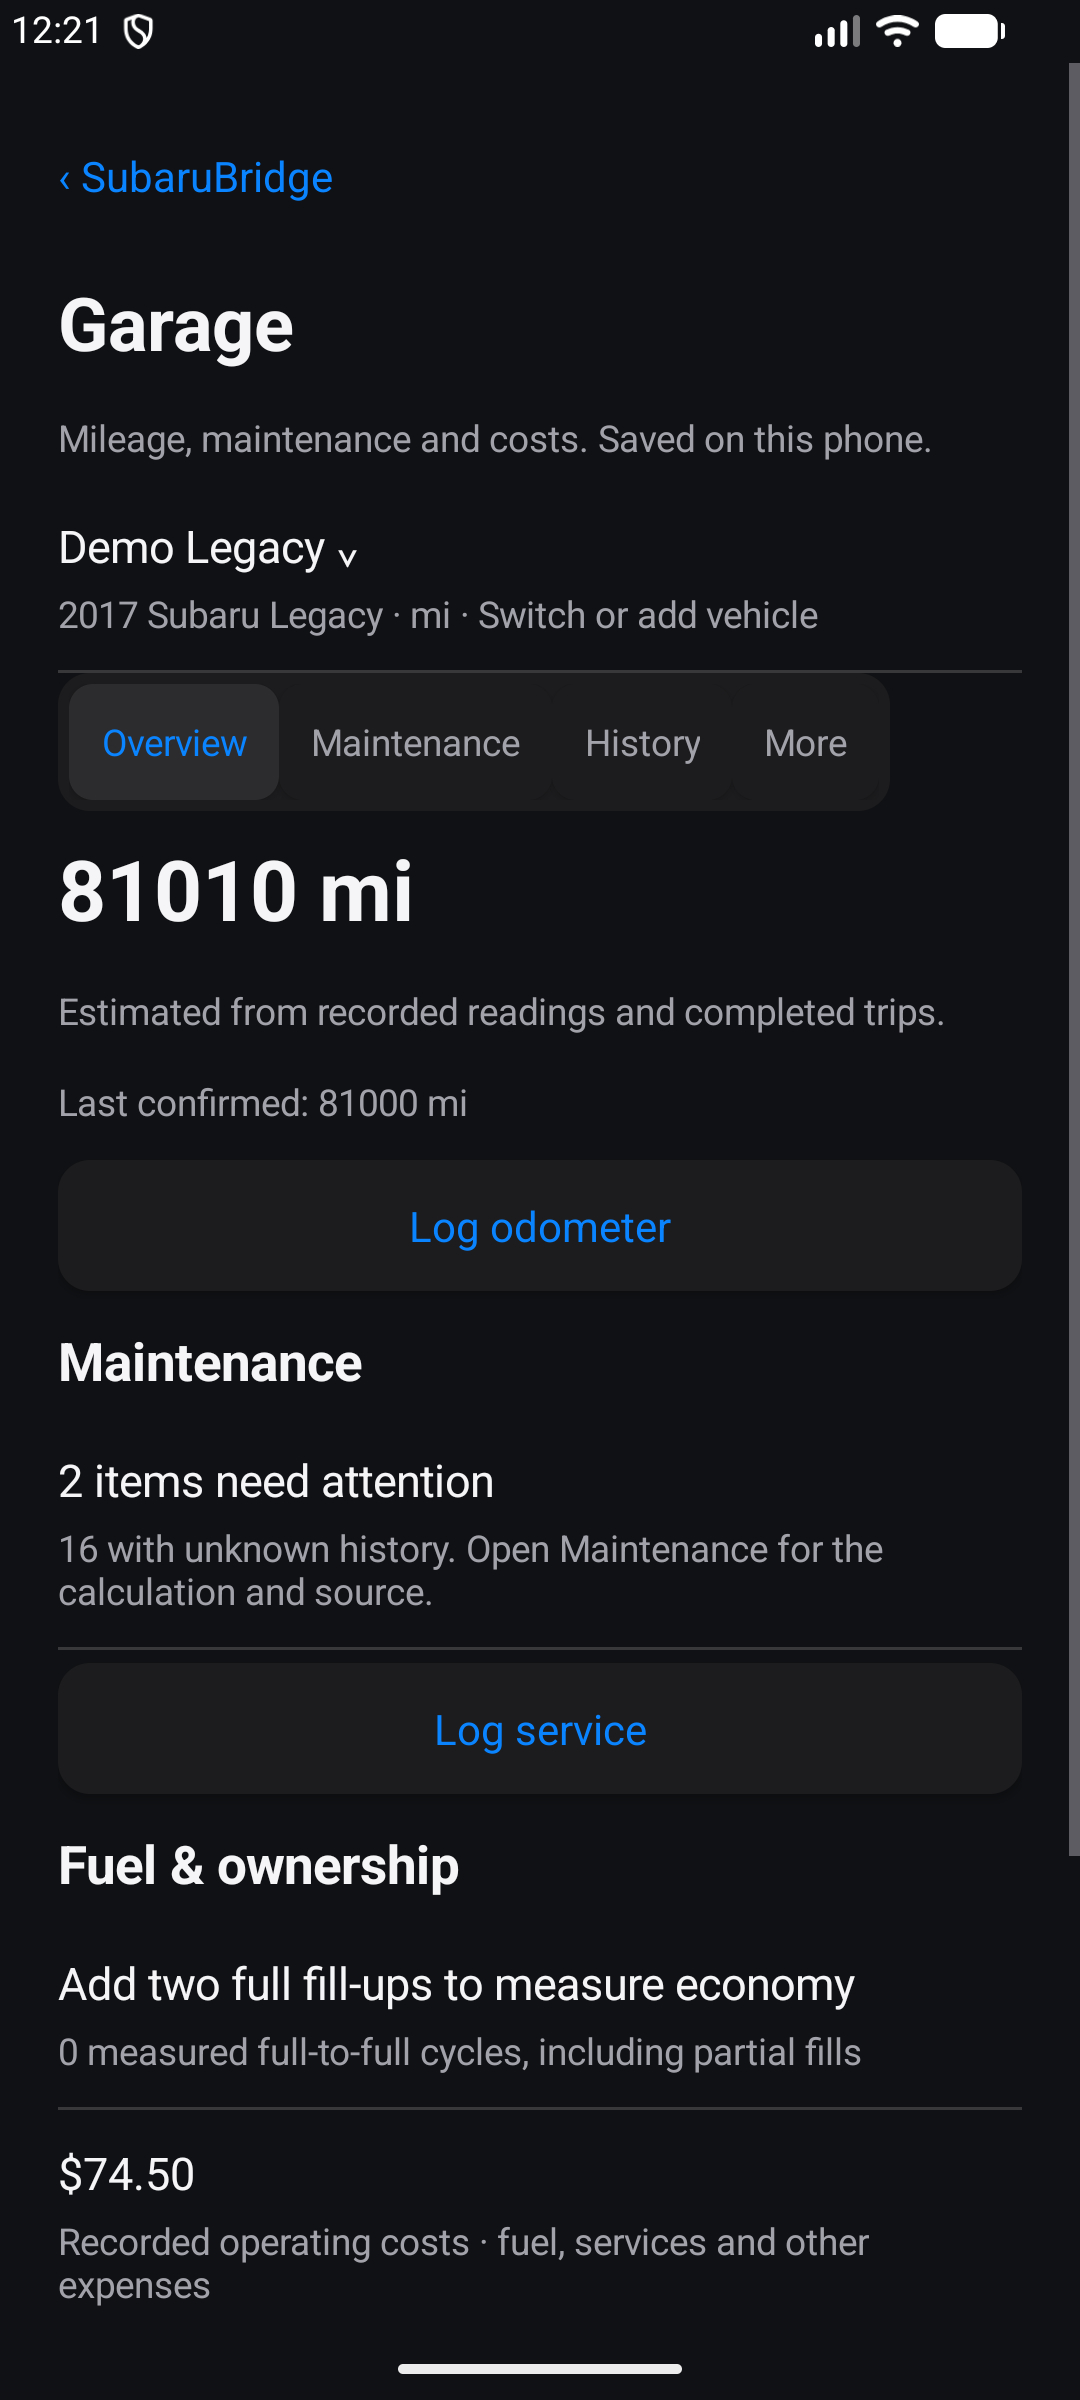 12:21
‹ SubaruBridge
Garage
Mileage, maintenance and costs. Saved on this phone.
Demo Legacy v
2017 Subaru Legacy · mi · Switch or add vehicle
Overview Maintenance History More
81010 mi
Estimated from recorded readings and completed trips.
Last confirmed: 81000 mi
Log odometer
Maintenance
2 items need attention
16 with unknown history. Open Maintenance for the
calculation and source.
Log service
Fuel & ownership
Add two full fill-ups to measure economy
0 measured full-to-full cycles, including partial fills
$74.50
Recorded operating costs · fuel, services and other
expenses